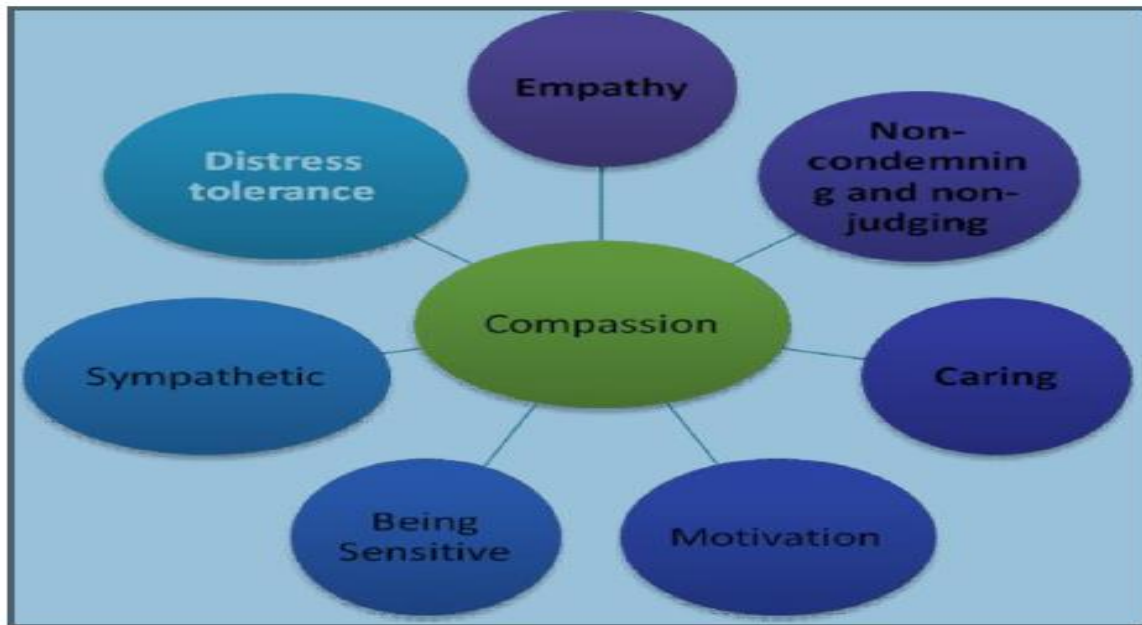 Empathy
Non-
condemnin
g and non-
judging
Distress
tolerance
Compassion
Sympathetic
Caring
Being
Sensitive
Motivation